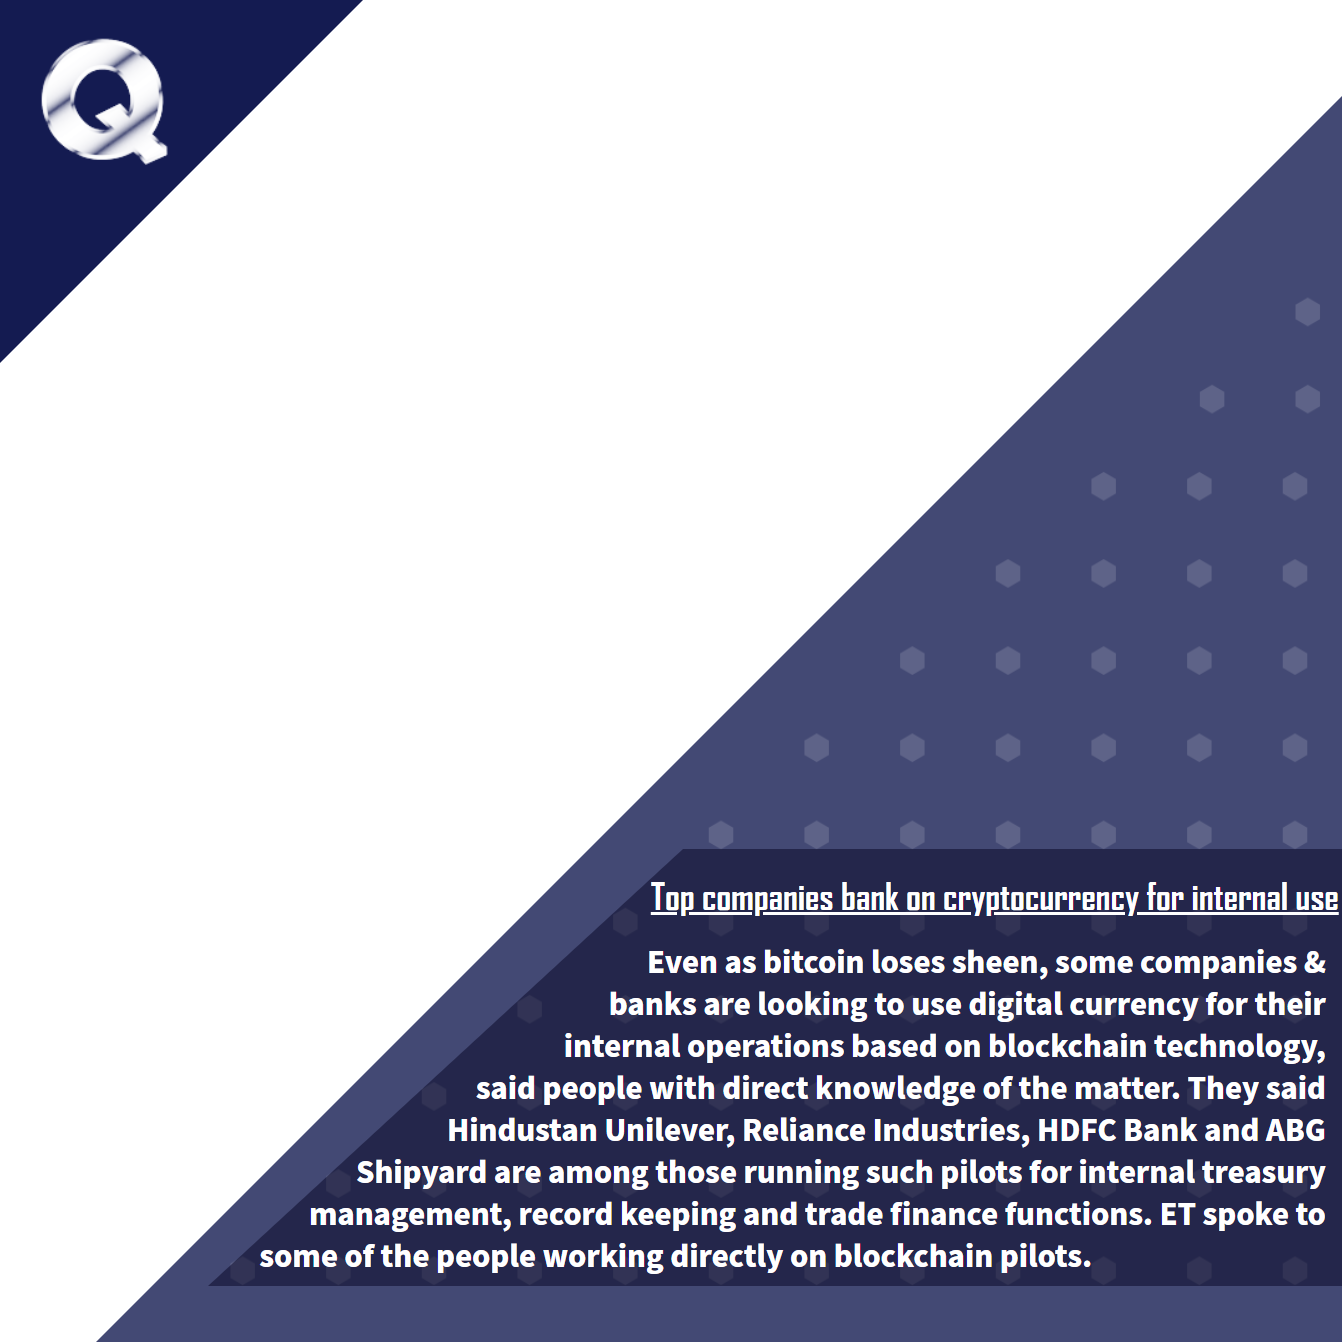 Q
Top companies bank on cryptocurrency for internal use
Even as bitcoin loses sheen, some companies &
banks are looking to use digital currency for their
internal operations based on blockchain technology,
said people with direct knowledge of the matter. They said
Hindustan Unilever, Reliance Industries, HDFC Bank and ABG
Shipyard are among those running such pilots for internal treasury
management, record keeping and trade finance functions. ET spoke to
some of the people working directly on blockchain pilots.